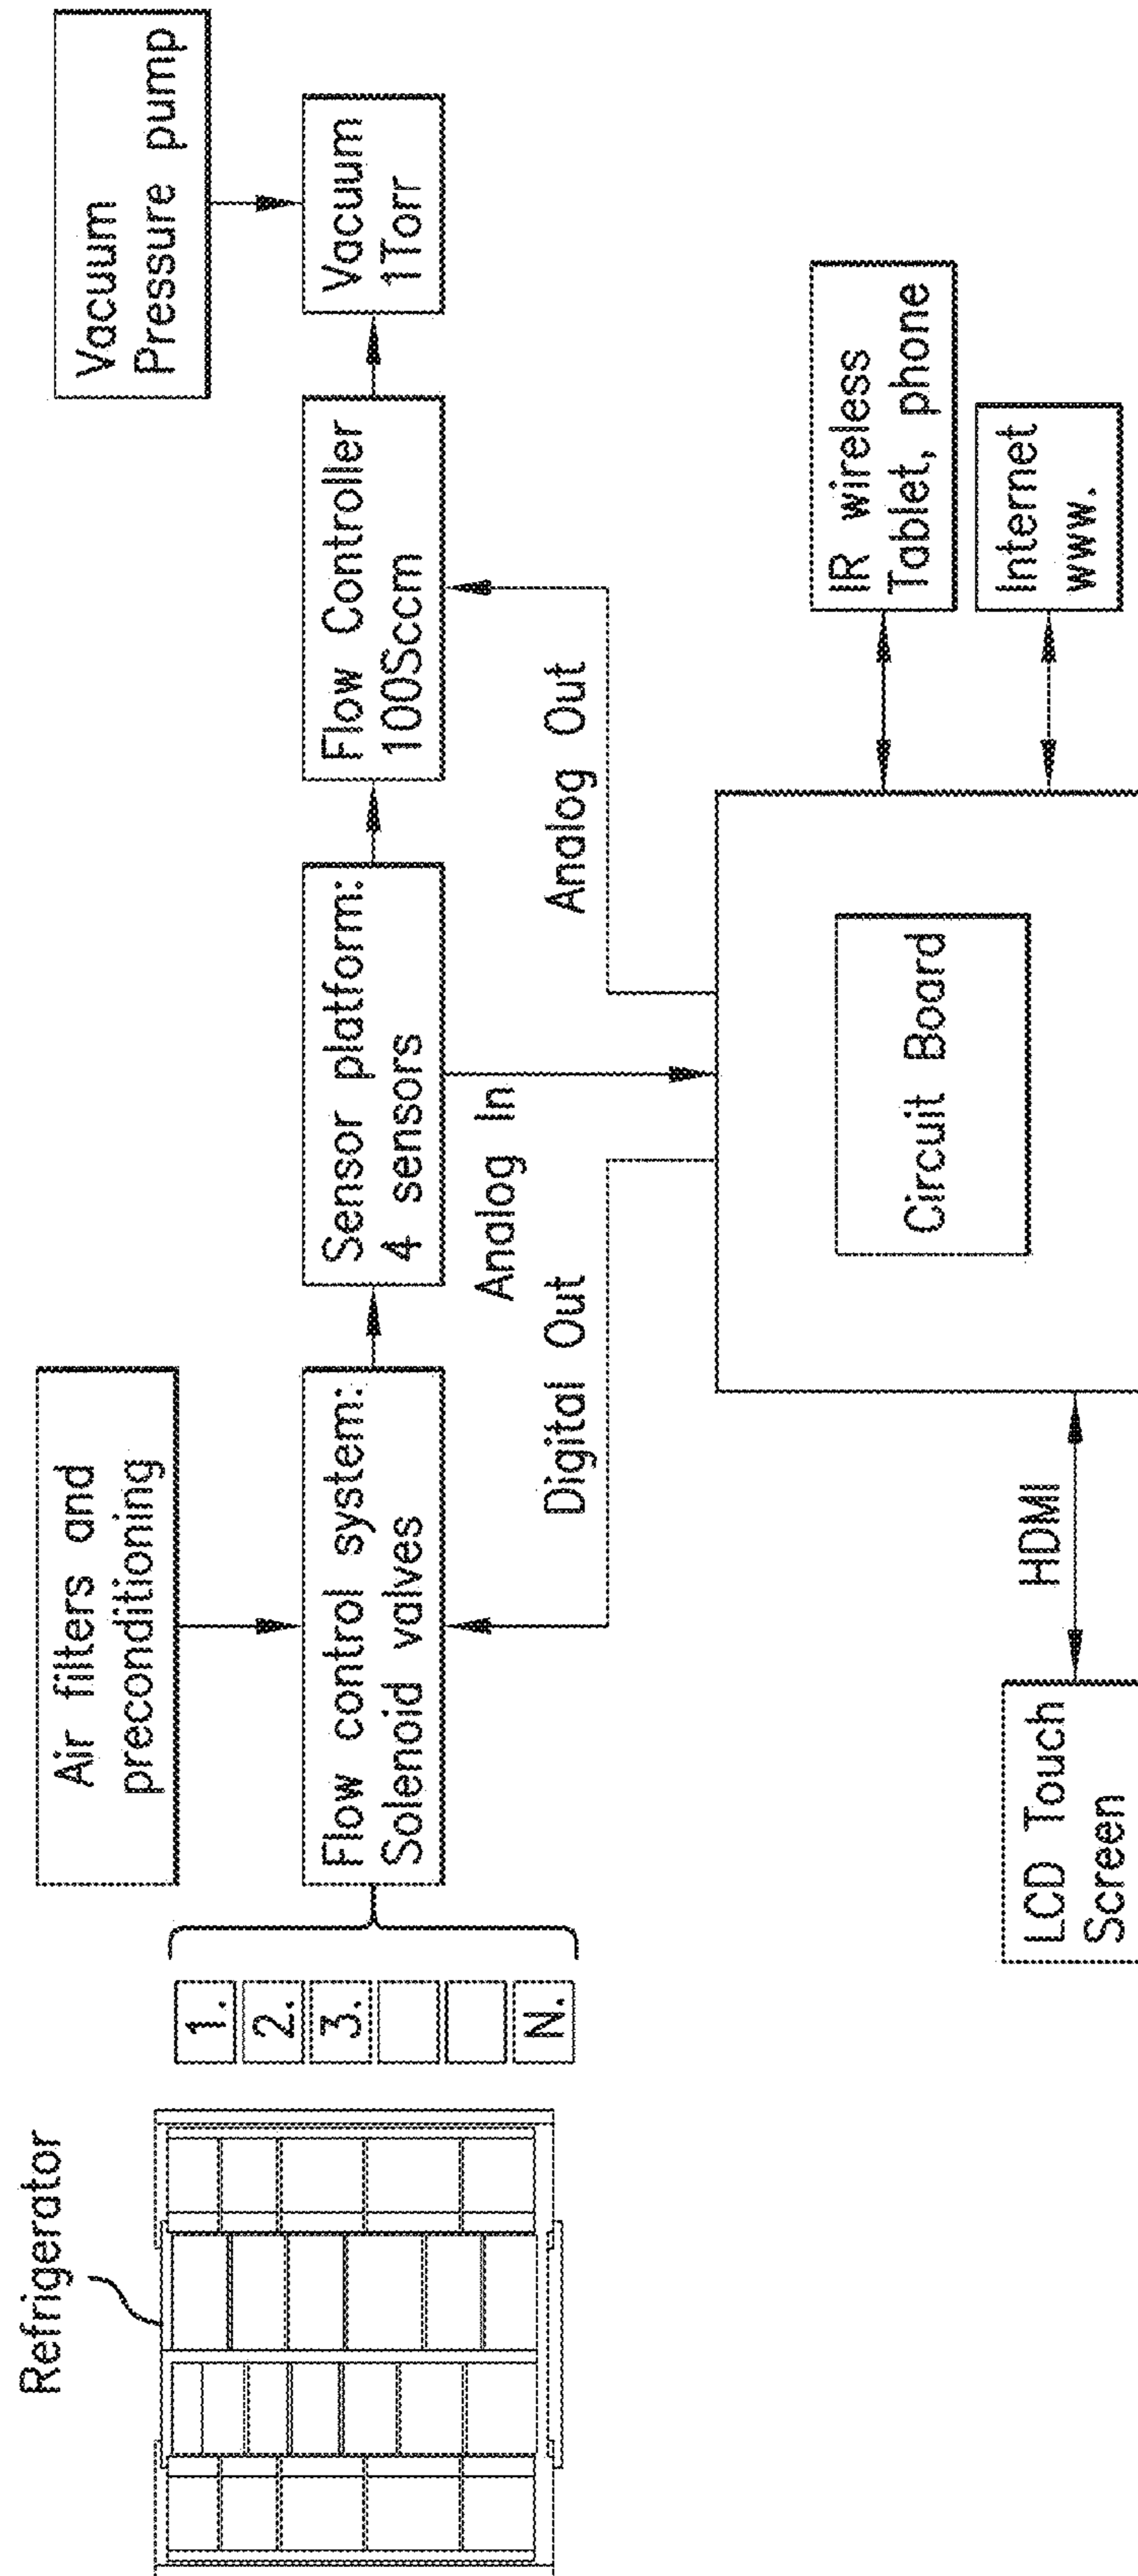 Refrigerator
1.
2.
3.
N.
Air filters and
preconditioning
Flow control system:
Solenoid valves
Sensor platform:
4 sensors
Flow Controller
100Sccm
Vacuum
Pressure pump
Vacuum
1Torr
Analog In
Digital Out
Analog Out
Circuit Board
HDMI
LCD Touch
Screen
IR wireless
Tablet, phone
Internet
www.